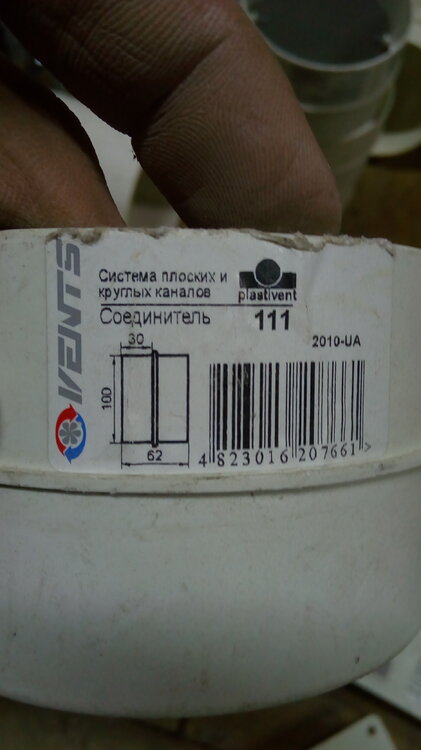 VENTS
Система плоских и
круглых каналов
plastivent
Соединитель 111
2010-UA
30
100
62
4 823016 207661 >